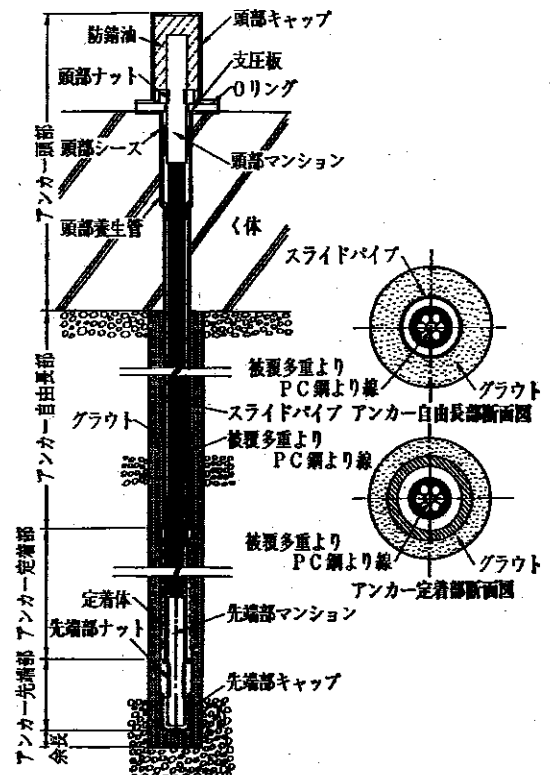 頭部キャップ
防錆油
支圧板
頭部ナット
Oリング
頭部シース
頭部マンション
頭部養生管
く体
アンカー頭部
スライドパイプ
被覆多重より
PC鋼より線
グラウト
アンカー自由長部断面図
アンカー自由長部
グラウト
スライドパイプ
被覆多重より
PC鋼より線
被覆多重より
PC鋼より線
グラウト
アンカー定着部断面図
アンカー定着部
定着体
先端部マンション
先端部ナット
アンカー先端部
先端部キャップ
余長